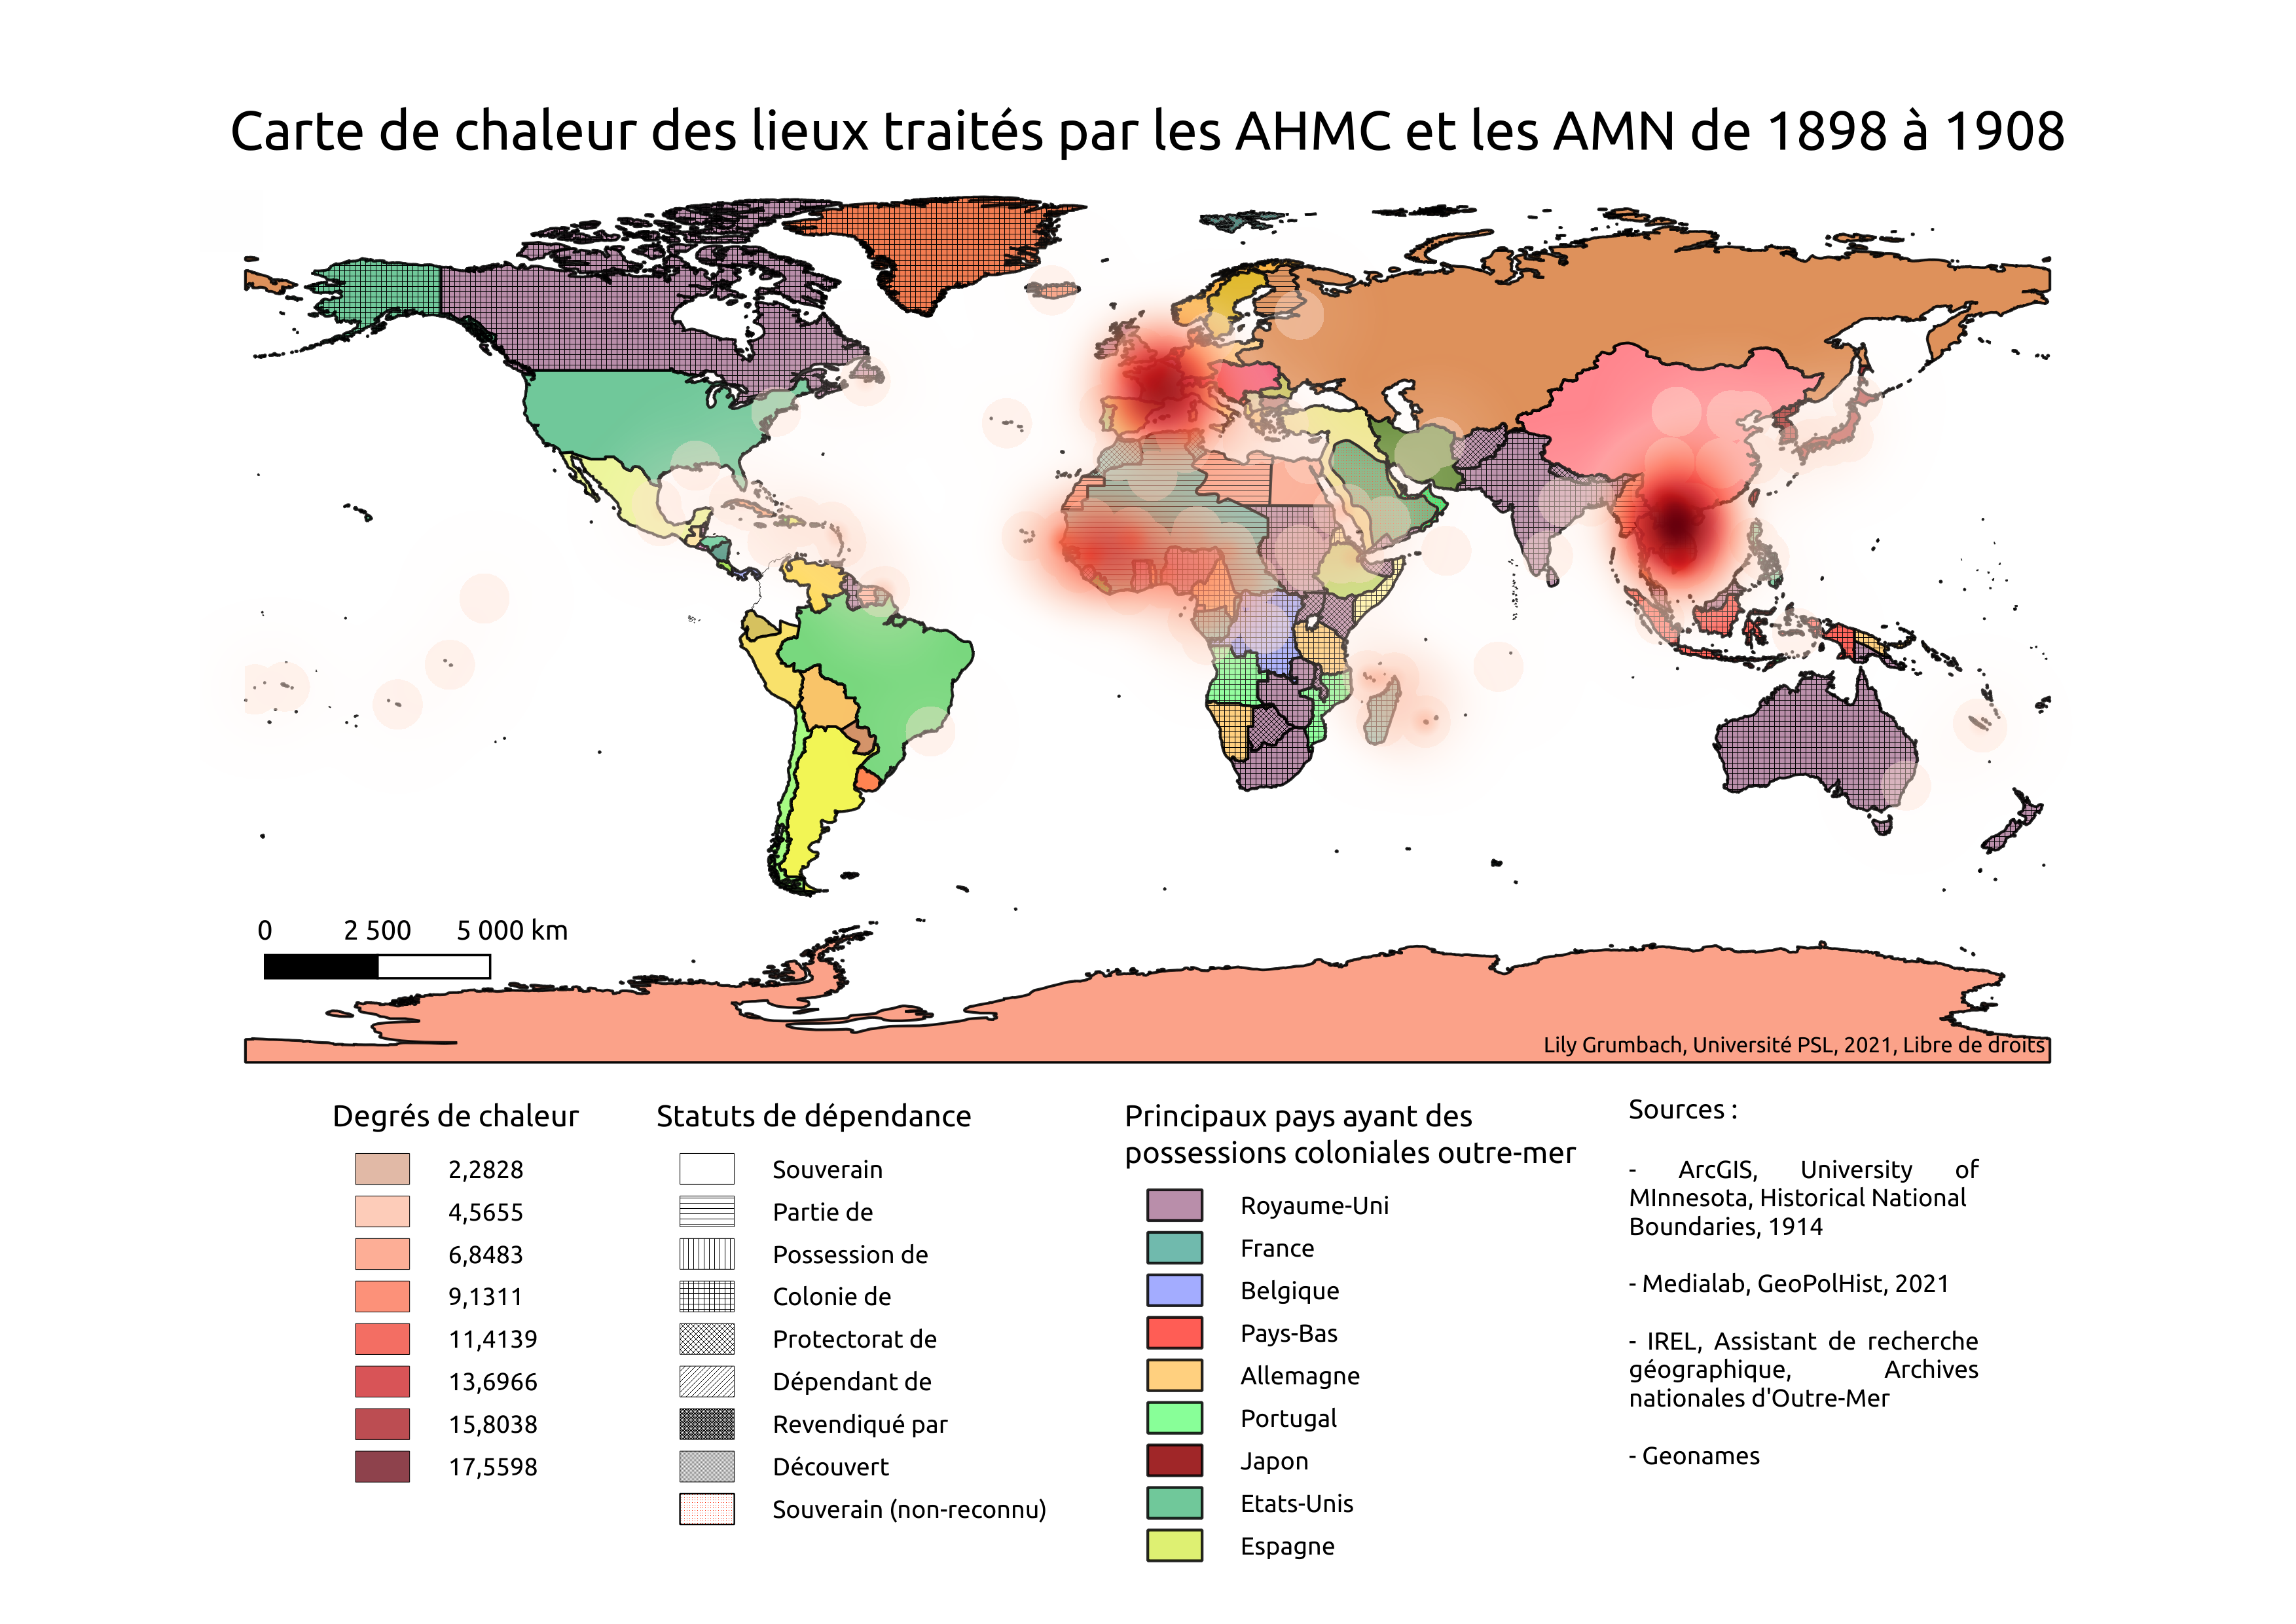 Carte de chaleur des lieux traités par les AHMC et les AMN de 1898 à 1908
0 2 500 5 000 km
Lily Grumbach, Université PSL, 2021, Libre de droits
Degrés de chaleur
2,2828
4,5655
6,8483
9,1311
11,4139
13,6966
15,8038
17,5598
Statuts de dépendance
Souverain
Partie de
Possession de
Colonie de
Protectorat de
Dépendant de
Revendiqué par
Découvert
Souverain (non-reconnu)
Principaux pays ayant des
possessions coloniales outre-mer
Royaume-Uni
France
Belgique
Pays-Bas
Allemagne
Portugal
Japon
Etats-Unis
Espagne
Sources :
- ArcGIS, University of
MInnesota, Historical National
Boundaries, 1914
- Medialab, GeoPolHist, 2021
- IREL, Assistant de recherche
géographique, Archives
nationales d'Outre-Mer
- Geonames